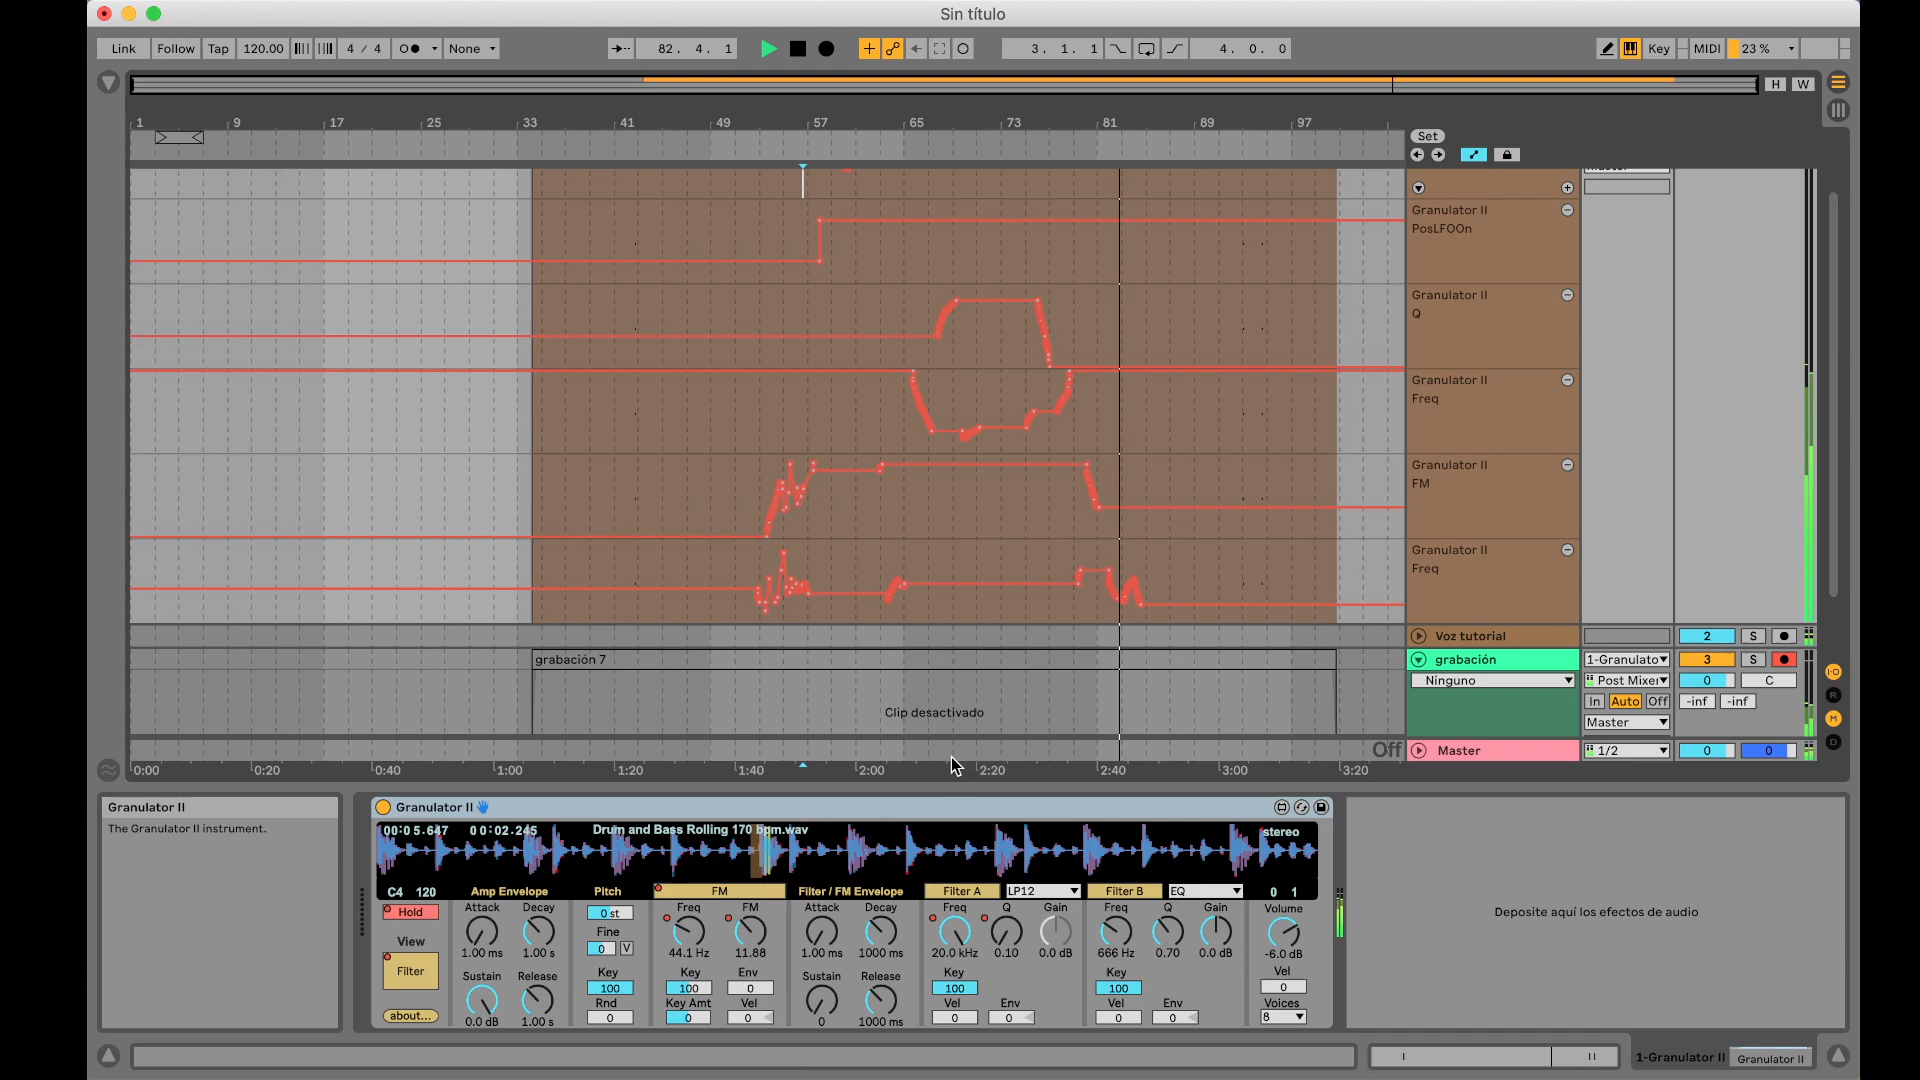 Sin título
Link Follow Tap 120.00 4 / 4 None 82. 4. 1 3. 1. 1 4. 0. 0 Key MIDI 23 %
H W
1 9 17 25 33 41 49 57 65 73 81 89 97
Set
Granulator II
PosLFOOn
Granulator II
Q
Granulator II
Freq
Granulator II
FM
Granulator II
Freq
Voz tutorial 2 S
grabación 7
grabación 1-Granulato 3 S
Ninguno Post Mixer 0 C
In Auto Off -inf -inf
Clip desactivado
Master
Off Master 1/2 0 0
0:00 0:20 0:40 1:00 1:20 1:40 2:00 2:20 2:40 3:00 3:20
Granulator II
The Granulator II instrument.
Granulator II
00:05.647 00:02.245 Drum and Bass Rolling 170 bpm.wav stereo
C4 120 Amp Envelope Pitch FM Filter / FM Envelope Filter A LP12 Filter B EQ 0 1
Hold Attack Decay 0 st Freq FM Attack Decay Freq Q Gain Freq Q Gain Volume
Fine
View 1.00 ms 1.00 s 0 V 44.1 Hz 11.88 1.00 ms 1000 ms 20.0 kHz 0.10 0.0 dB 666 Hz 0.70 0.0 dB -6.0 dB
Filter Sustain Release Key Key Env Sustain Release Key Key Vel
100 100 0 100 100 0
Rnd Key Amt Vel Vel Env Vel Env Voices
about... 0.0 dB 1.00 s 0 0 0 0 1000 ms 0 0 0 0 8
Deposite aquí los efectos de audio
1-Granulator II Granulator II